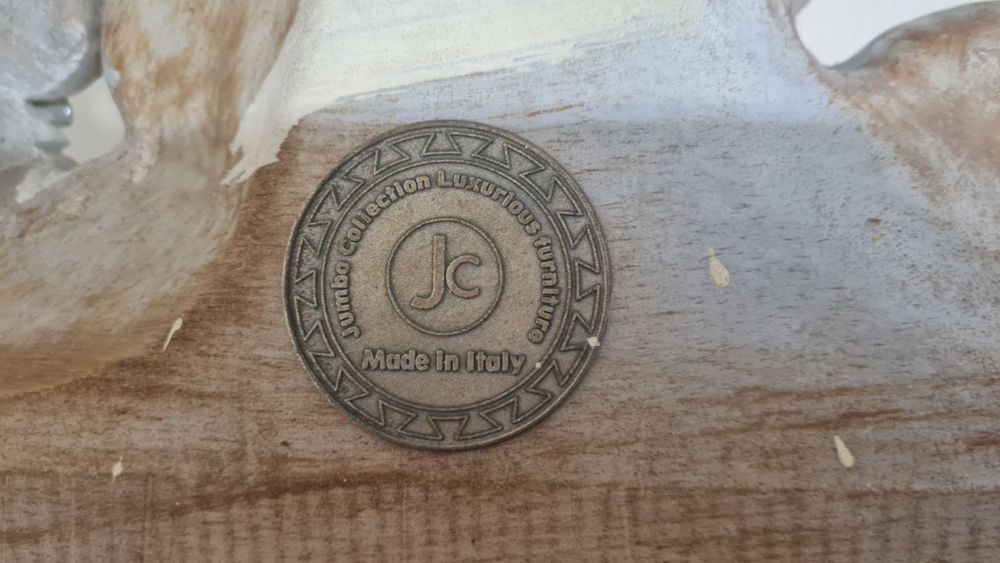 Jumbo Collection Luxurious furniture
Jc
Made in Italy